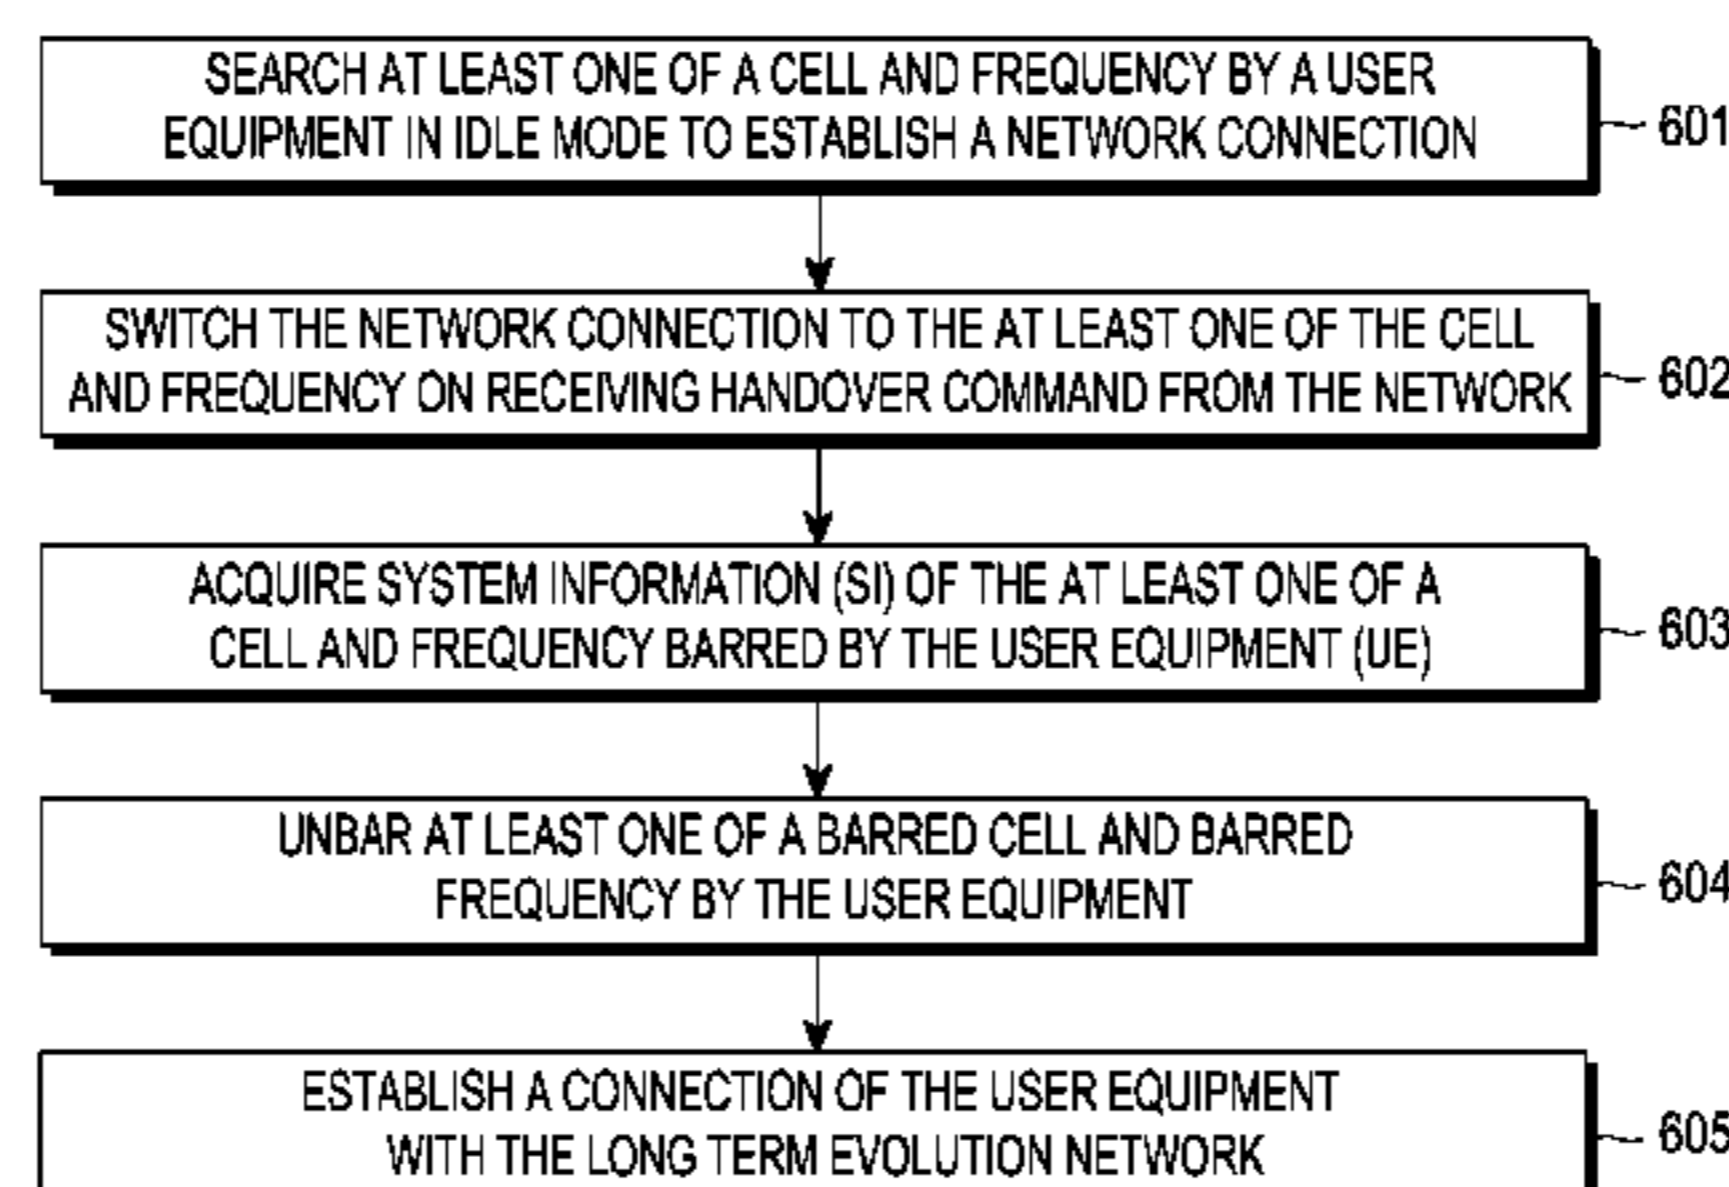 SEARCH AT LEAST ONE OF A CELL AND FREQUENCY BY A USER
EQUIPMENT IN IDLE MODE TO ESTABLISH A NETWORK CONNECTION
601
SWITCH THE NETWORK CONNECTION TO THE AT LEAST ONE OF THE CELL
AND FREQUENCY ON RECEIVING HANDOVER COMMAND FROM THE NETWORK
602
ACQUIRE SYSTEM INFORMATION (SI) OF THE AT LEAST ONE OF A
CELL AND FREQUENCY BARRED BY THE USER EQUIPMENT (UE)
603
UNBAR AT LEAST ONE OF A BARRED CELL AND BARRED
FREQUENCY BY THE USER EQUIPMENT
604
ESTABLISH A CONNECTION OF THE USER EQUIPMENT
WITH THE LONG TERM EVOLUTION NETWORK
605